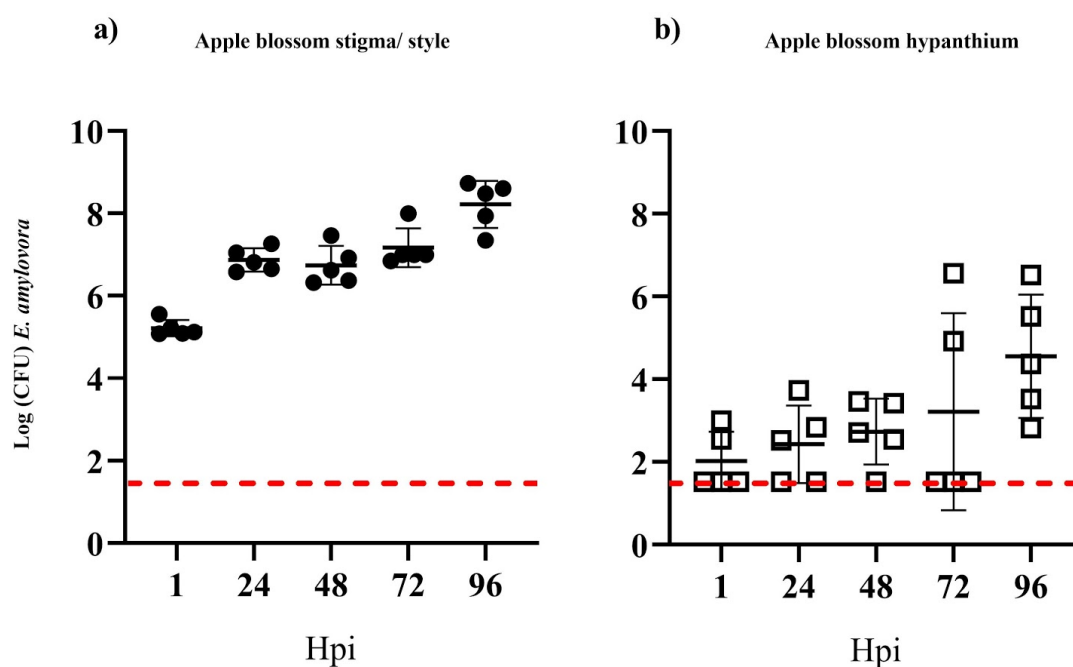 a)
Apple blossom stigma/ style
Log (CFU) E. amylovora
10
8
6
4
2
0
1 24 48 72 96
Hpi
b)
Apple blossom hypanthium
10
8
6
4
2
0
1 24 48 72 96
Hpi